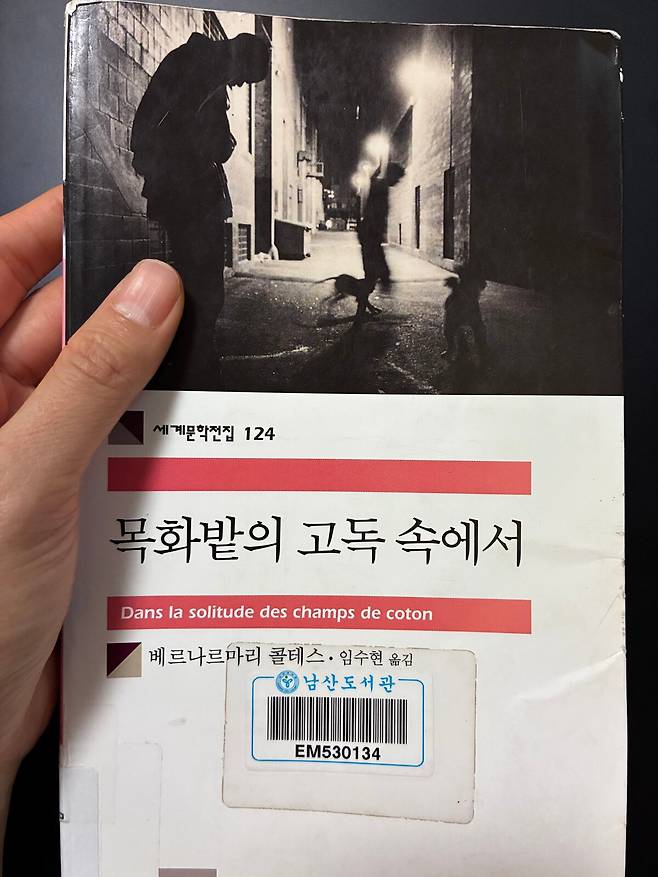 세계문학전집 124
목화밭의 고독 속에서
Dans la solitude des champs de coton
베르나르마리 콜테스·임수현 옮김
남산도서관
EM530134